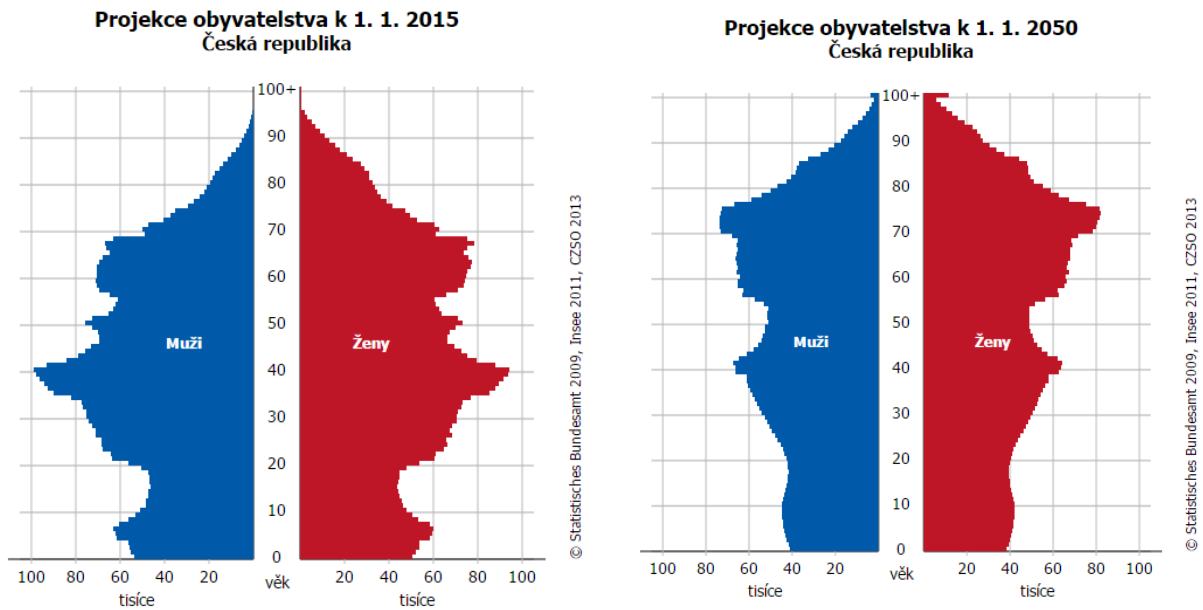 Projekce obyvatelstva k 1. 1. 2015
Česká republika
100+
90
80
70
60
50
40
30
20
10
0
Muži
Ženy
100 80 60 40 20
věk
20 40 60 80 100
tisíce
tisíce
© Statistisches Bundesamt 2009, Insee 2011, CZSO 2013
Projekce obyvatelstva k 1. 1. 2050
Česká republika
100+
90
80
70
60
50
40
30
20
10
0
Muži
Ženy
100 80 60 40 20
věk
20 40 60 80 100
tisíce
tisíce
© Statistisches Bundesamt 2009, Insee 2011, CZSO 2013